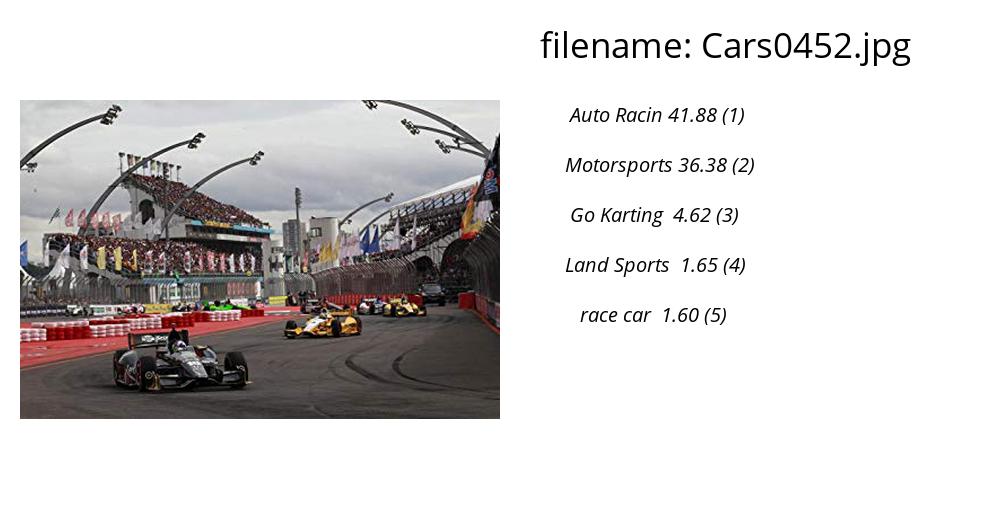 filename: Cars0452.jpg
Auto Racin 41.88 (1)
Motorsports 36.38 (2)
Go Karting 4.62 (3)
Land Sports 1.65 (4)
race car 1.60 (5)